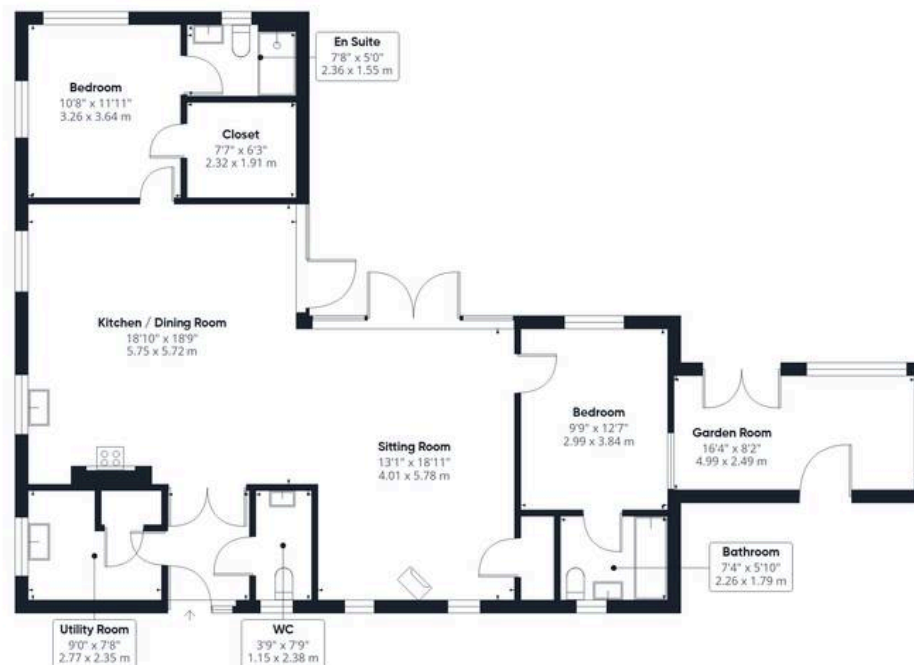 En Suite
7'8" x 5'0"
2.36 x 1.55 m
Bedroom
10'8" x 11'11"
3.26 x 3.64 m
Closet
7'7" x 6'3"
2.32 x 1.91 m
Kitchen / Dining Room
18'10" x 18'9"
5.75 x 5.72 m
Bedroom
9'9" x 12'7"
2.99 x 3.84 m
Garden Room
16'4" x 8'2"
4.99 x 2.49 m
Sitting Room
13'1" x 18'11"
4.01 x 5.78 m
Bathroom
7'4" x 5'10"
2.26 x 1.79 m
Utility Room
9'0" x 7'8"
2.77 x 2.35 m
WC
3'9" x 7'9"
1.15 x 2.38 m